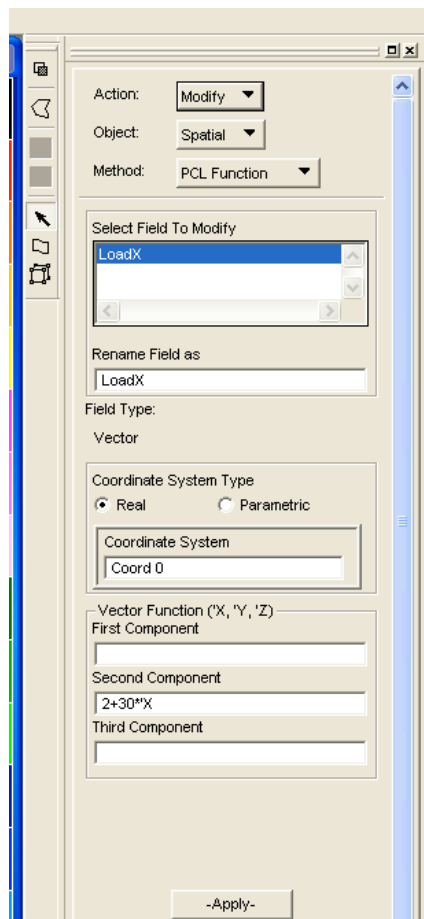 Action: Modify
Object: Spatial
Method: PCL Function
Select Field To Modify
LoadX
Rename Field as
LoadX
Field Type:
Vector
Coordinate System Type
Real Parametric
Coordinate System
Coord 0
Vector Function ('X, 'Y, 'Z)
First Component
Second Component
2+30*'X
Third Component
-Apply-